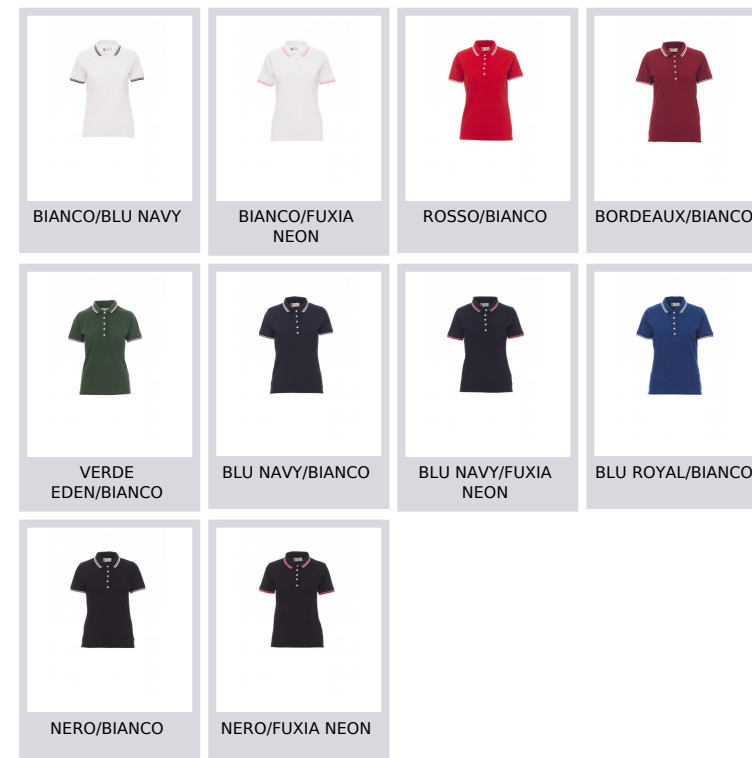 BIANCO/BLU NAVY
BIANCO/FUXIA
NEON
ROSSO/BIANCO
BORDEAUX/BIANCO
VERDE
EDEN/BIANCO
BLU NAVY/BIANCO
BLU NAVY/FUXIA
NEON
BLU ROYAL/BIANCO
NERO/BIANCO
NERO/FUXIA NEON